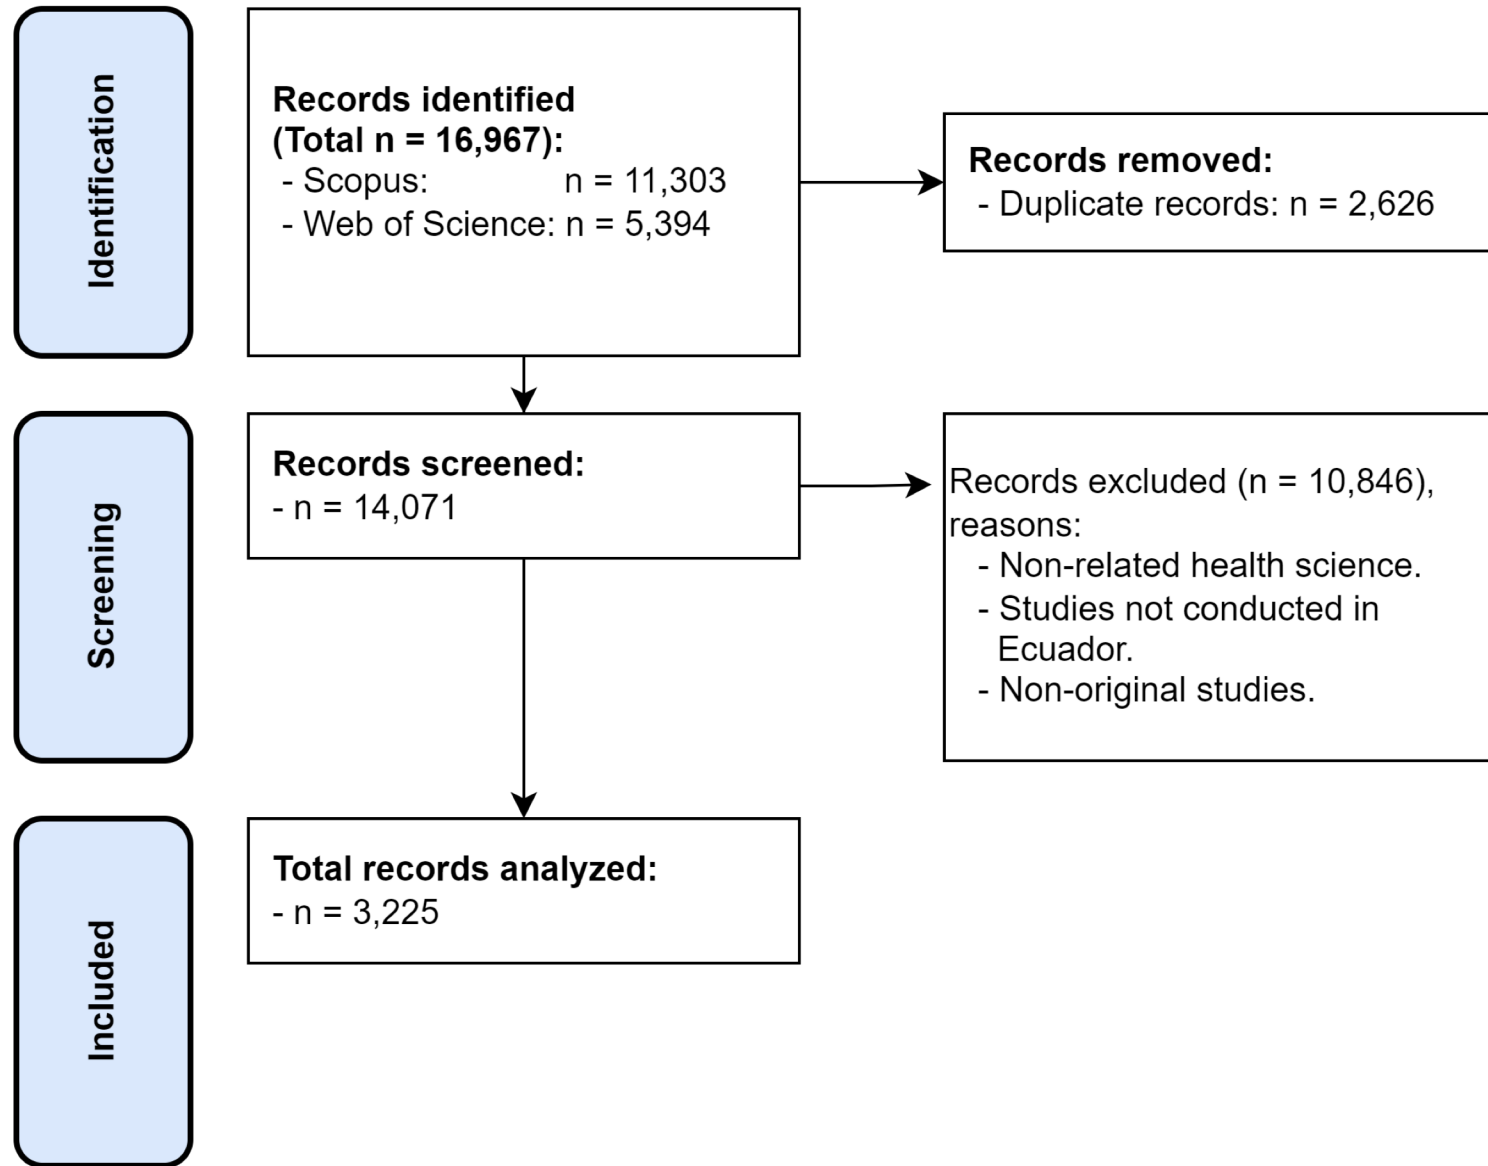 Identification
Records identified
(Total n = 16,967):
- Scopus: n = 11,303
- Web of Science: n = 5,394
Records removed:
- Duplicate records: n = 2,626
Screening
Records screened:
- n = 14,071
Records excluded (n = 10,846),
reasons:
- Non-related health science.
- Studies not conducted in
Ecuador.
- Non-original studies.
Included
Total records analyzed:
- n = 3,225